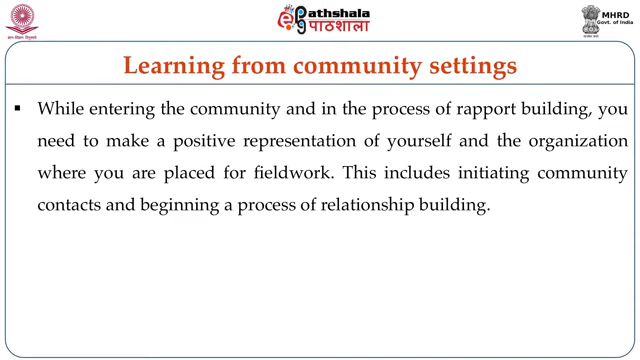 ePathshala
पाठशाला
MHRD
Govt. of India
Learning from community settings
▪ While entering the community and in the process of rapport building, you
need to make a positive representation of yourself and the organization
where you are placed for fieldwork. This includes initiating community
contacts and beginning a process of relationship building.